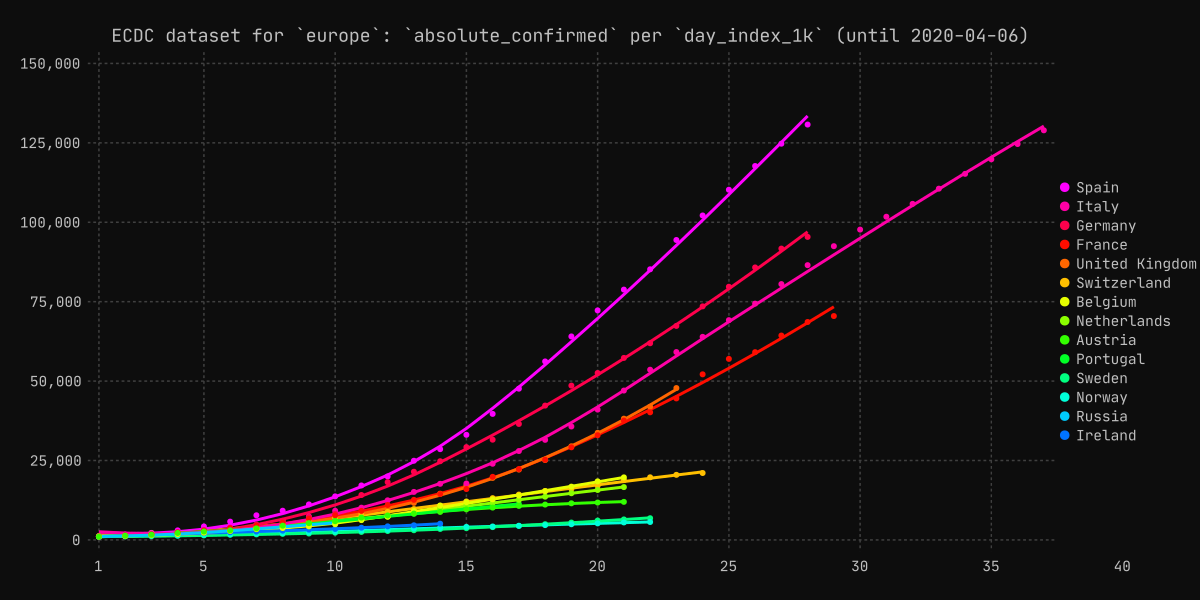 ECDC dataset for `europe`: `absolute_confirmed` per `day_index_1k` (until 2020-04-06)
150,000
125,000
100,000
75,000
50,000
25,000
0
1 5 10 15 20 25 30 35 40
Spain
Italy
Germany
France
United Kingdom
Switzerland
Belgium
Netherlands
Austria
Portugal
Sweden
Norway
Russia
Ireland